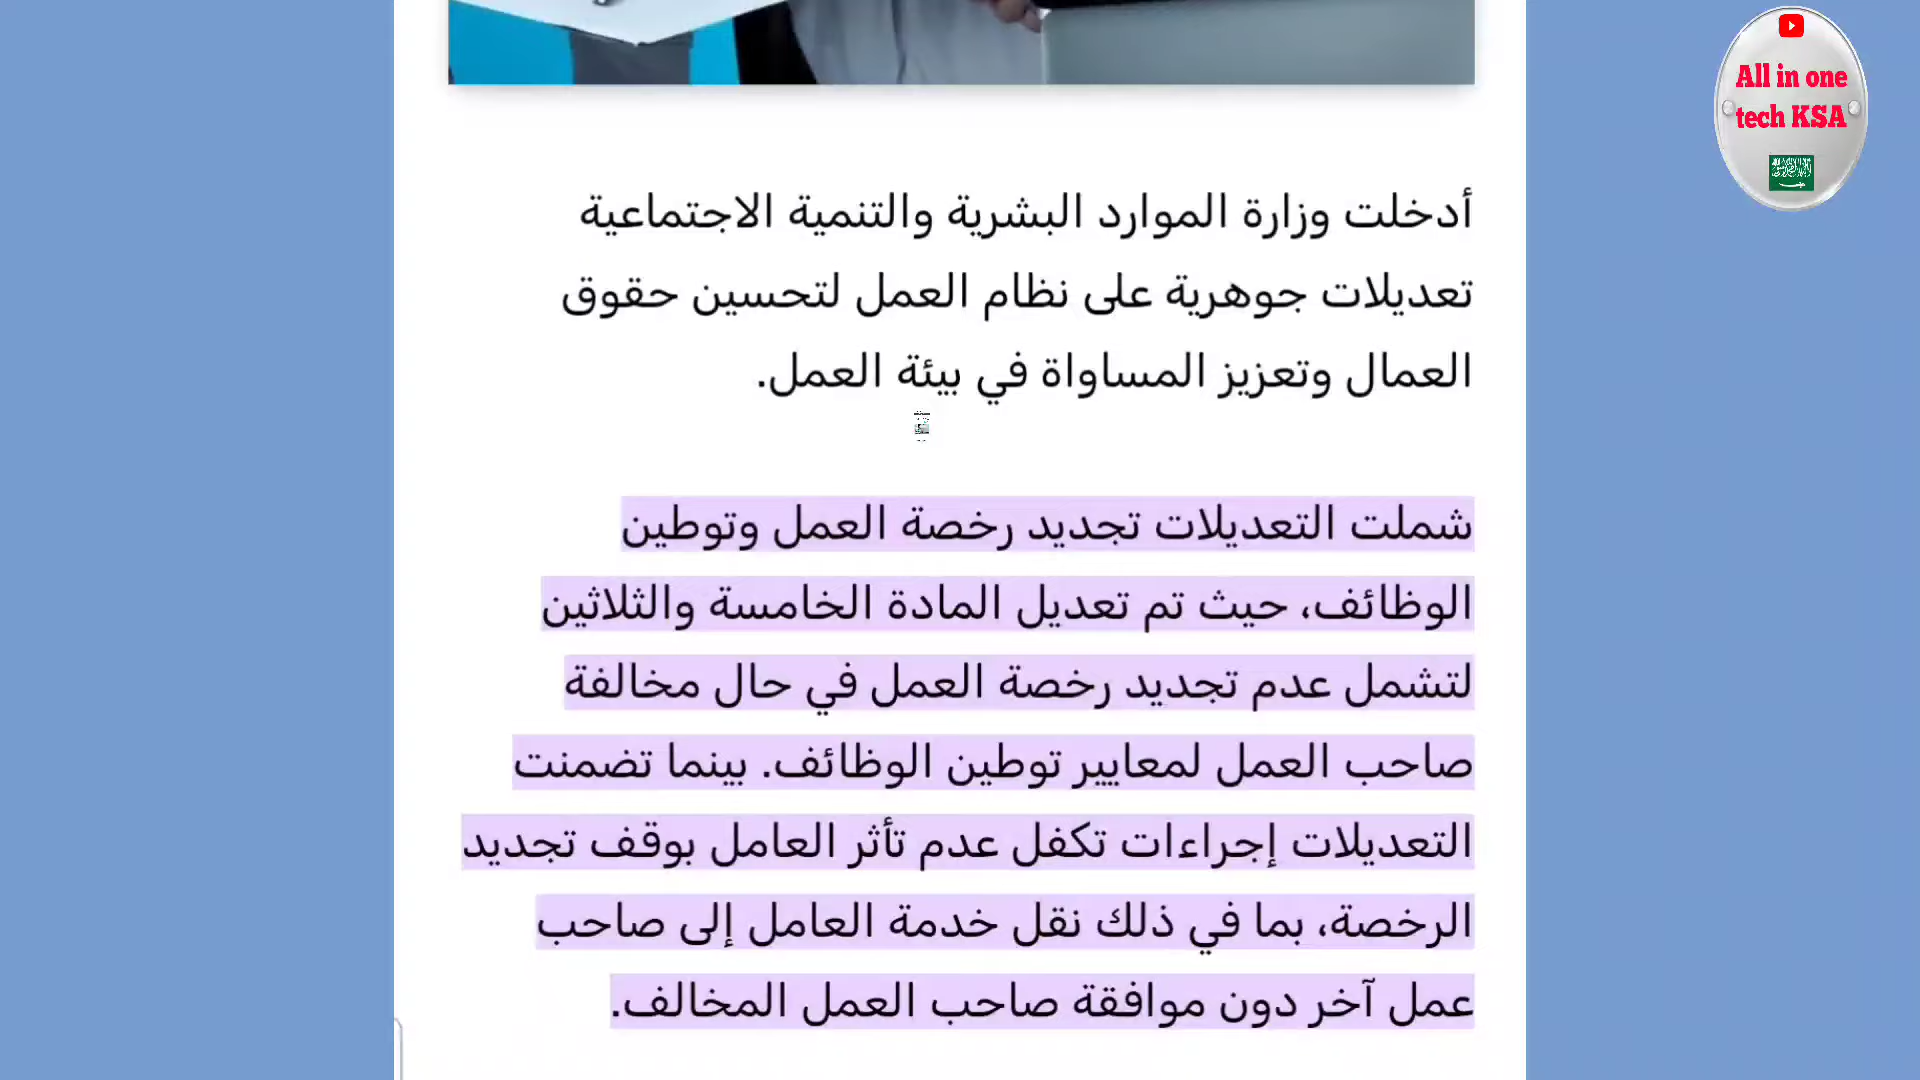 All in one
tech KSA
أدخلت وزارة الموارد البشرية والتنمية الاجتماعية
تعديلات جوهرية على نظام العمل لتحسين حقوق
العمال وتعزيز المساواة في بيئة العمل.
شملت التعديلات تجديد رخصة العمل وتوطين
الوظائف، حيث تم تعديل المادة الخامسة والثلاثين
لتشمل عدم تجديد رخصة العمل في حال مخالفة
صاحب العمل لمعايير توطين الوظائف. بينما تضمنت
التعديلات إجراءات تكفل عدم تأثر العامل بوقف تجديد
الرخصة، بما في ذلك نقل خدمة العامل إلى صاحب
عمل آخر دون موافقة صاحب العمل المخالف.